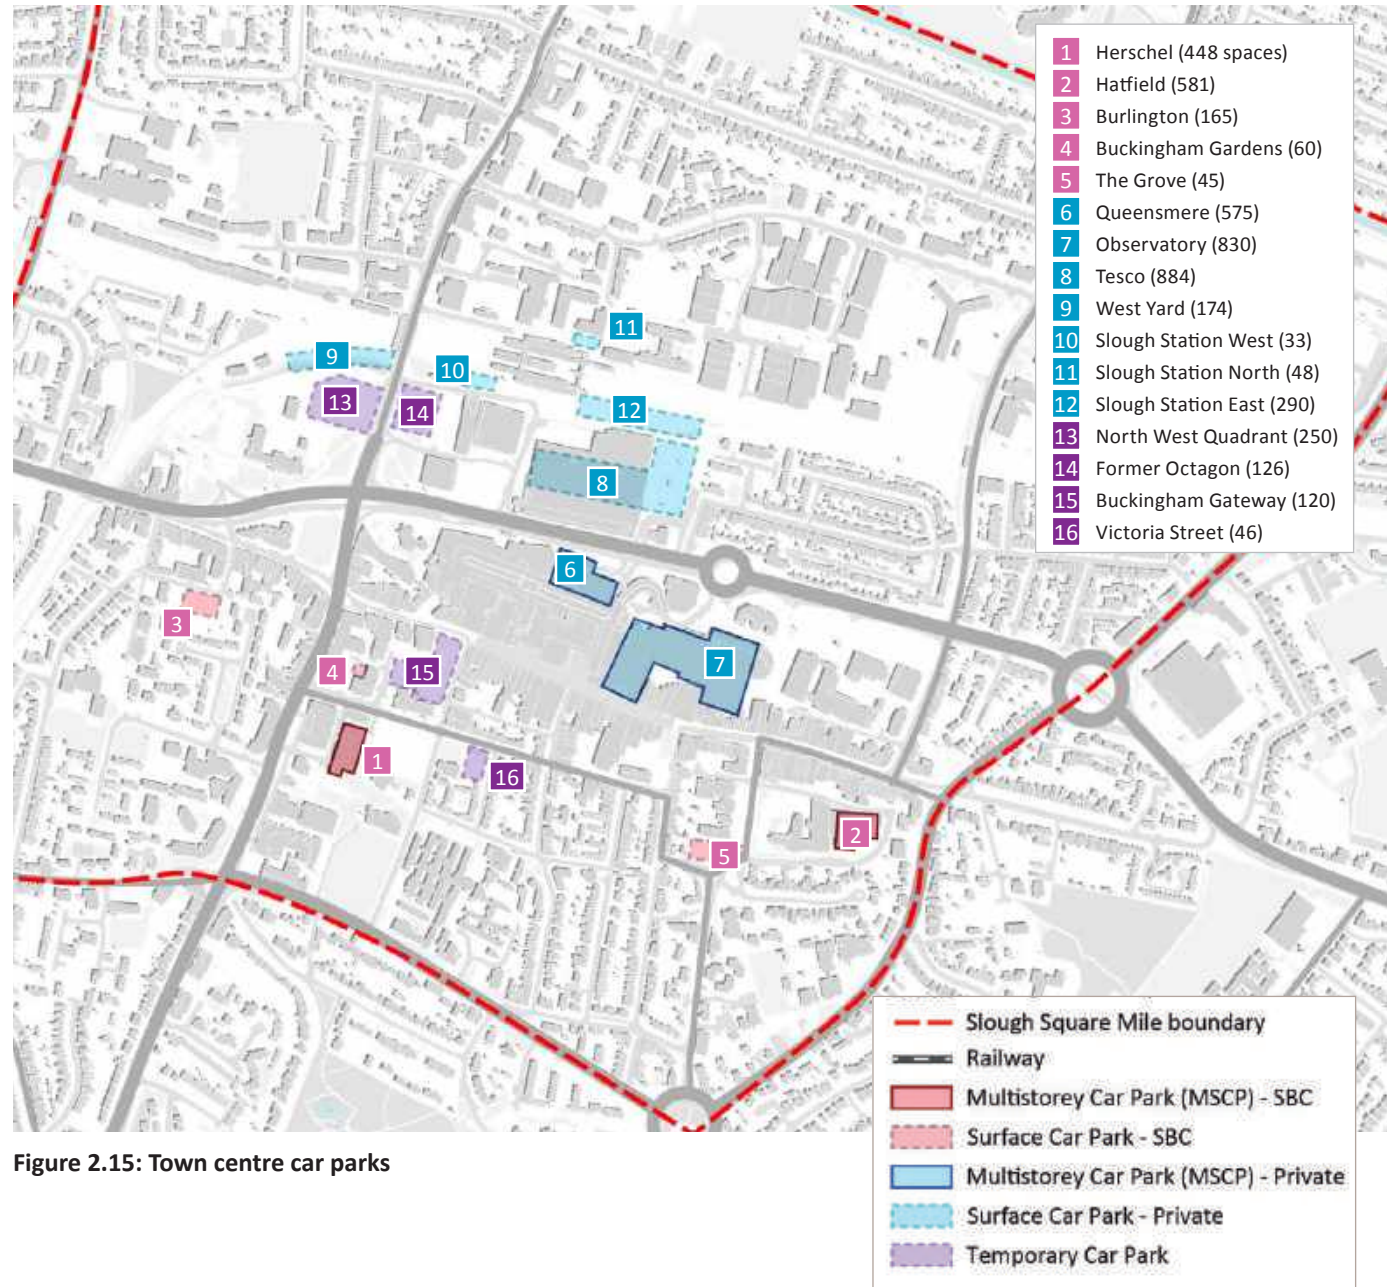 1 Herschel (448 spaces)
2 Hatfield (581)
3 Burlington (165)
4 Buckingham Gardens (60)
5 The Grove (45)
6 Queensmere (575)
7 Observatory (830)
8 Tesco (884)
9 West Yard (174)
10 Slough Station West (33)
11 Slough Station North (48)
12 Slough Station East (290)
13 North West Quadrant (250)
14 Former Octagon (126)
15 Buckingham Gateway (120)
16 Victoria Street (46)
11
9
10
13
14
12
8
6
3
4
15
7
1
16
2
5
Slough Square Mile boundary
Railway
Multistorey Car Park (MSCP) - SBC
Surface Car Park - SBC
Multistorey Car Park (MSCP) - Private
Surface Car Park - Private
Temporary Car Park
Figure 2.15: Town centre car parks